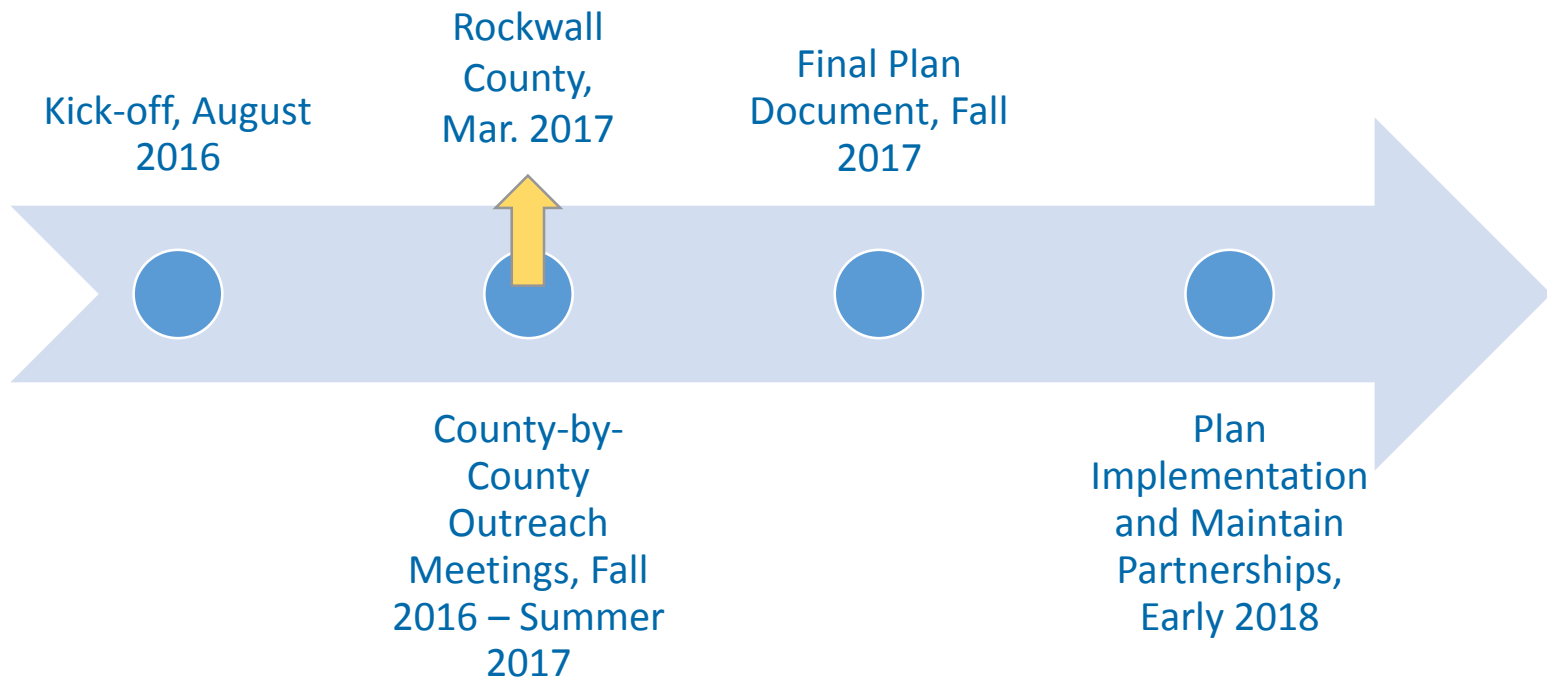 Kick-off, August
2016
Rockwall
County,
Mar. 2017
Final Plan
Document, Fall
2017
County-by-
County
Outreach
Meetings, Fall
2016 – Summer
2017
Plan
Implementation
and Maintain
Partnerships,
Early 2018